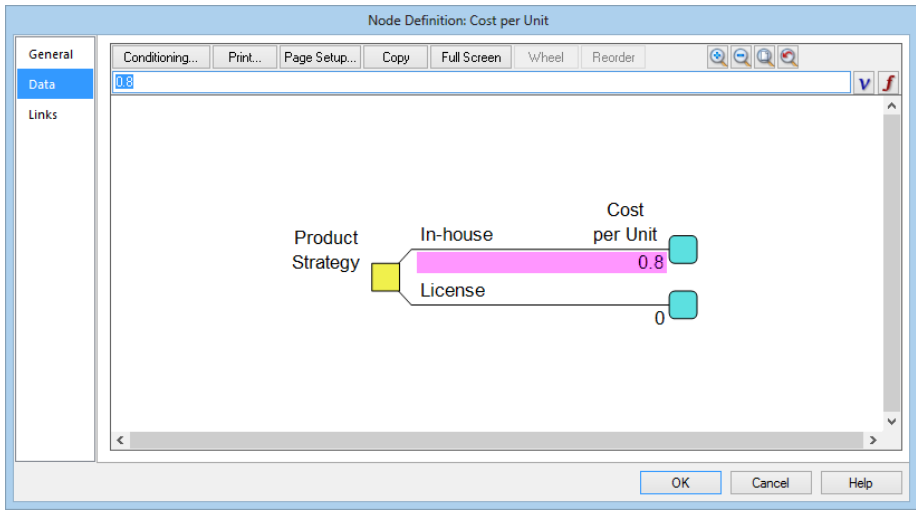 Node Definition: Cost per Unit
General
Data
Links
Conditioning... Print... Page Setup... Copy Full Screen Wheel Reorder
0.8
v f
Cost
Product In-house per Unit
Strategy 0.8
License
0
OK Cancel Help